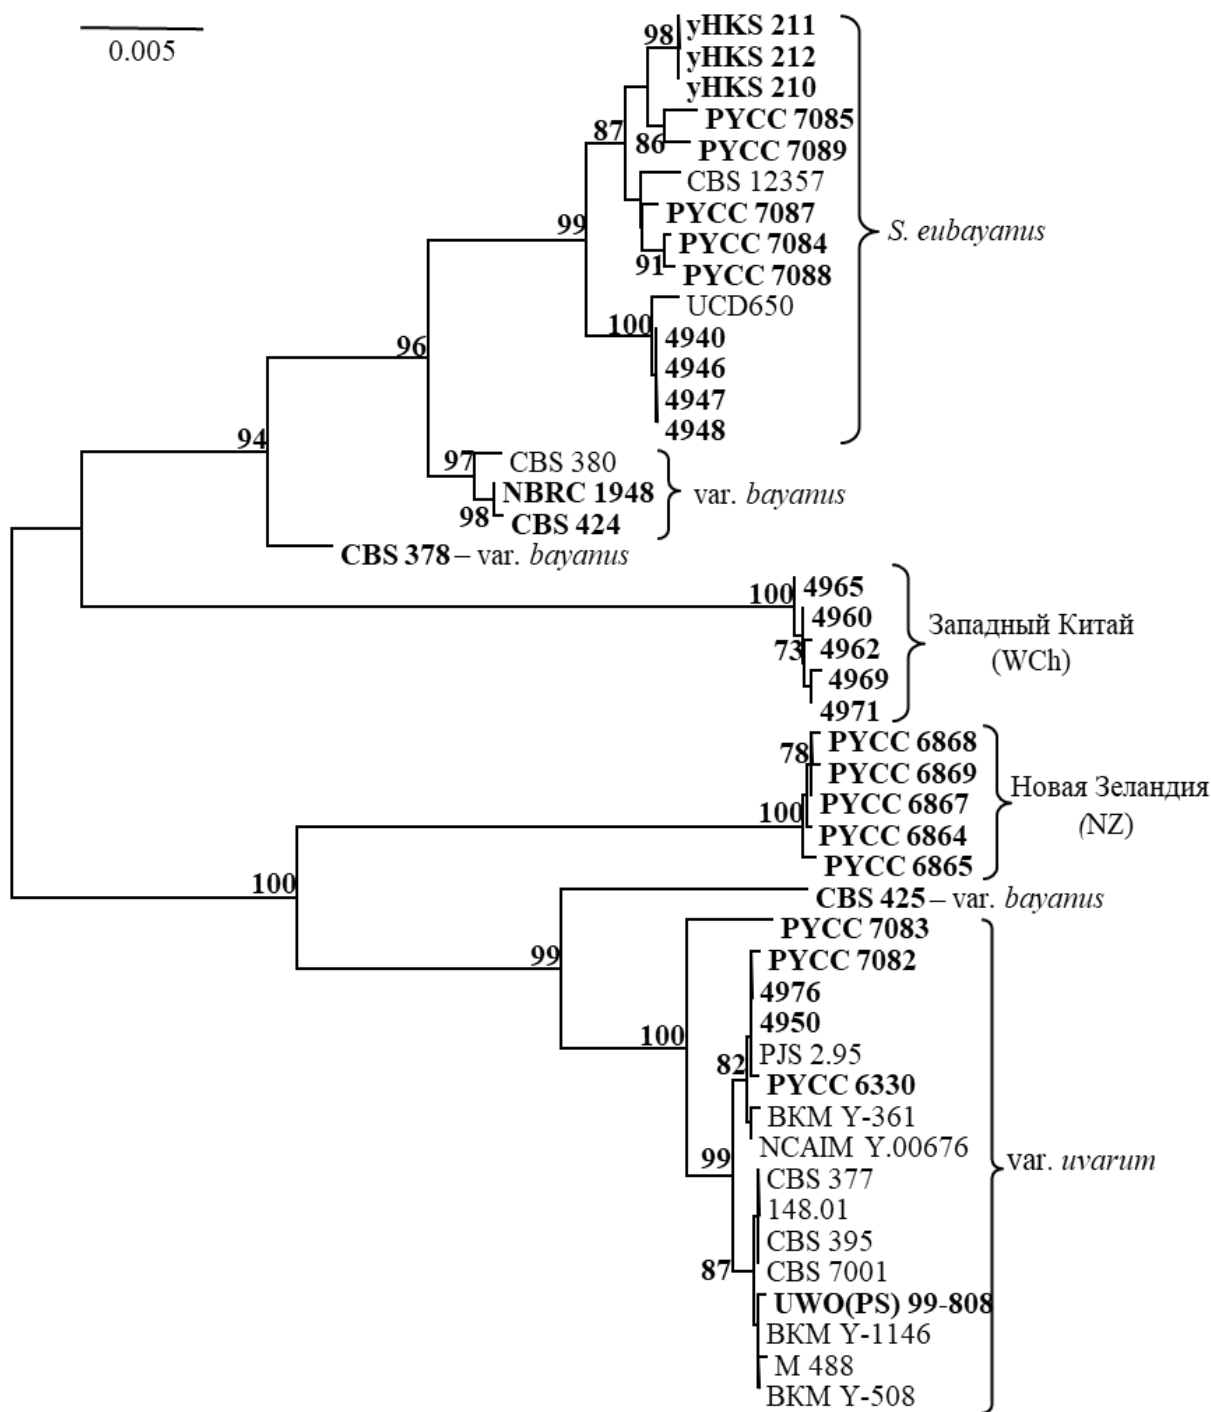 0.005
98
yHKS 211
yHKS 212
yHKS 210
PYCC 7085
87
86
PYCC 7089
CBS 12357
PYCC 7087
99
S. eubayanus
PYCC 7084
91
PYCC 7088
UCD650
100
4940
96
4946
4947
4948
94
97
CBS 380
NBRC 1948
var. bayanus
98
CBS 424
CBS 378 – var. bayanus
100
4965
4960
Западный Китай
(WCh)
73
4962
4969
4971
78
PYCC 6868
PYCC 6869
Новая Зеландия
(NZ)
100
PYCC 6867
PYCC 6864
PYCC 6865
100
CBS 425 – var. bayanus
PYCC 7083
99
PYCC 7082
4976
4950
100
PJS 2.95
82
PYCC 6330
ВКМ Y-361
NCAIM Y.00676
99
var. uvarum
CBS 377
148.01
CBS 395
87
CBS 7001
UWO(PS) 99-808
ВКМ Y-1146
M 488
ВКМ Y-508